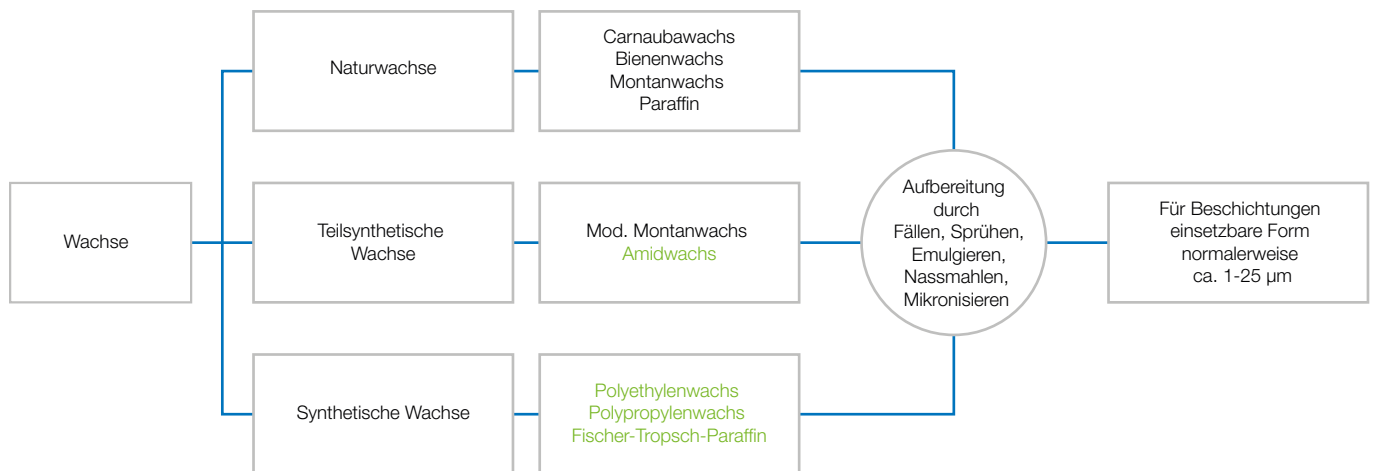 Wachse
Naturwachse
Carnaubawachs
Bienenwachs
Montanwachs
Paraffin
Teilsynthetische
Wachse
Mod. Montanwachs
Amidwachs
Synthetische Wachse
Polyethylenwachs
Polypropylenwachs
Fischer-Tropsch-Paraffin
Aufbereitung
durch
Fällen, Sprühen,
Emulgieren,
Nassmahlen,
Mikronisieren
Für Beschichtungen
einsetzbare Form
normalerweise
ca. 1-25 µm